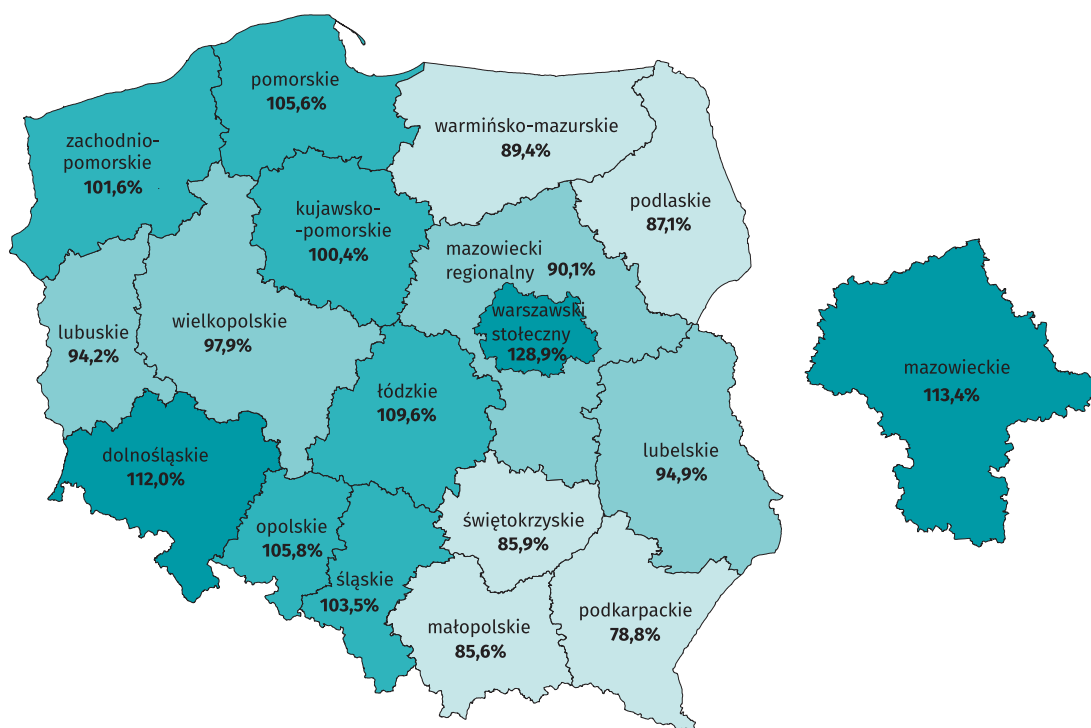 pomorskie
105,6%
warmińsko-mazurskie
89,4%
zachodnio-
pomorskie
101,6%
podlaskie
87,1%
kujawsko-
-pomorskie
100,4%
mazowiecki
regionalny 90,1%
warszawski
stołeczny
128,9%
lubuskie
94,2%
wielkopolskie
97,9%
mazowieckie
113,4%
łódzkie
109,6%
dolnośląskie
112,0%
lubelskie
94,9%
opolskie
105,8%
świętokrzyskie
85,9%
śląskie
103,5%
małopolskie
85,6%
podkarpackie
78,8%